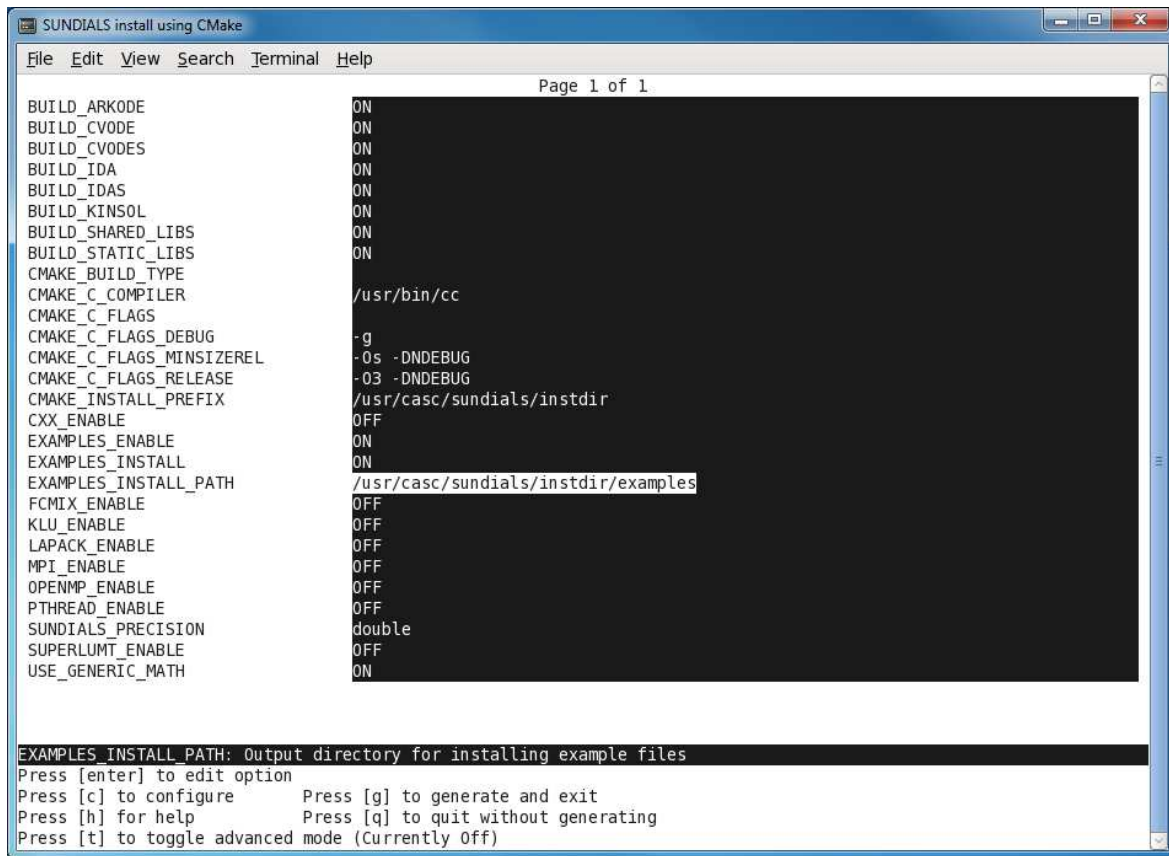 SUNDIALS install using CMake
File Edit View Search Terminal Help
Page 1 of 1
BUILD_ARKODE ON
BUILD_CVODE ON
BUILD_CVODES ON
BUILD_IDA ON
BUILD_IDAS ON
BUILD_KINSOL ON
BUILD_SHARED_LIBS ON
BUILD_STATIC_LIBS ON
CMAKE_BUILD_TYPE
CMAKE_C_COMPILER /usr/bin/cc
CMAKE_C_FLAGS
CMAKE_C_FLAGS_DEBUG -g
CMAKE_C_FLAGS_MINSIZEREL -Os -DNDEBUG
CMAKE_C_FLAGS_RELEASE -O3 -DNDEBUG
CMAKE_INSTALL_PREFIX /usr/casc/sundials/instdir
CXX_ENABLE OFF
EXAMPLES_ENABLE ON
EXAMPLES_INSTALL ON
EXAMPLES_INSTALL_PATH /usr/casc/sundials/instdir/examples
FCMIX_ENABLE OFF
KLU_ENABLE OFF
LAPACK_ENABLE OFF
MPI_ENABLE OFF
OPENMP_ENABLE OFF
PTHREAD_ENABLE OFF
SUNDIALS_PRECISION double
SUPERLUMT_ENABLE OFF
USE_GENERIC_MATH ON
EXAMPLES_INSTALL_PATH: Output directory for installing example files
Press [enter] to edit option
Press [c] to configure Press [g] to generate and exit
Press [h] for help Press [q] to quit without generating
Press [t] to toggle advanced mode (Currently Off)